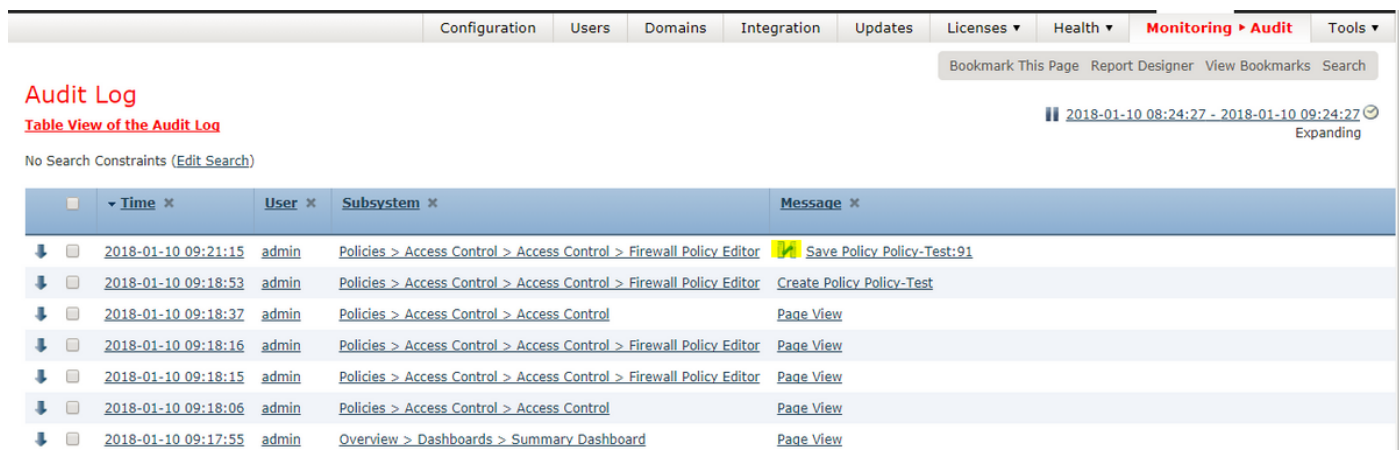 Configuration Users Domains Integration Updates Licenses ▾ Health ▾ Monitoring ▸ Audit Tools ▾
Bookmark This Page Report Designer View Bookmarks Search
Audit Log
2018-01-10 08:24:27 - 2018-01-10 09:24:27
Table View of the Audit Log
Expanding
No Search Constraints (Edit Search)
Time User Subsystem Message
2018-01-10 09:21:15 admin Policies > Access Control > Access Control > Firewall Policy Editor Save Policy Policy-Test:91
2018-01-10 09:18:53 admin Policies > Access Control > Access Control > Firewall Policy Editor Create Policy Policy-Test
2018-01-10 09:18:37 admin Policies > Access Control > Access Control Page View
2018-01-10 09:18:16 admin Policies > Access Control > Access Control > Firewall Policy Editor Page View
2018-01-10 09:18:15 admin Policies > Access Control > Access Control > Firewall Policy Editor Page View
2018-01-10 09:18:06 admin Policies > Access Control > Access Control Page View
2018-01-10 09:17:55 admin Overview > Dashboards > Summary Dashboard Page View